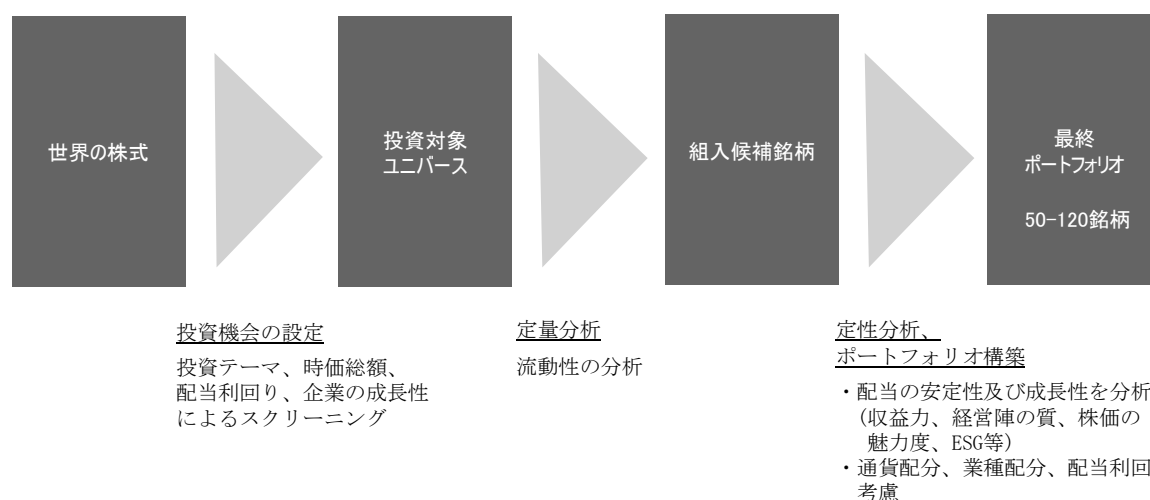 世界の株式
投資対象
ユニバース
組入候補銘柄
最終
ポートフォリオ
50-120銘柄
投資機会の設定
投資テーマ、時価総額、
配当利回り、企業の成長性
によるスクリーニング
定量分析
流動性の分析
定性分析、
ポートフォリオ構築
・配当の安定性及び成長性を分析
(収益力、経営陣の質、株価の
魅力度、ESG等)
・通貨配分、業種配分、配当利回
考慮